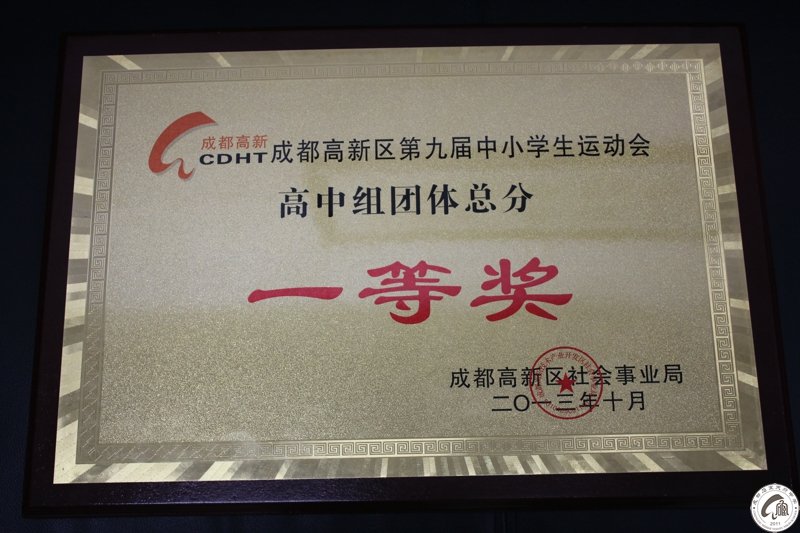 成都高新
CDHT
成都高新区第九届中小学生运动会
高中组团体总分
一等奖
成都高新区社会事业局
二〇一三年十月
2011